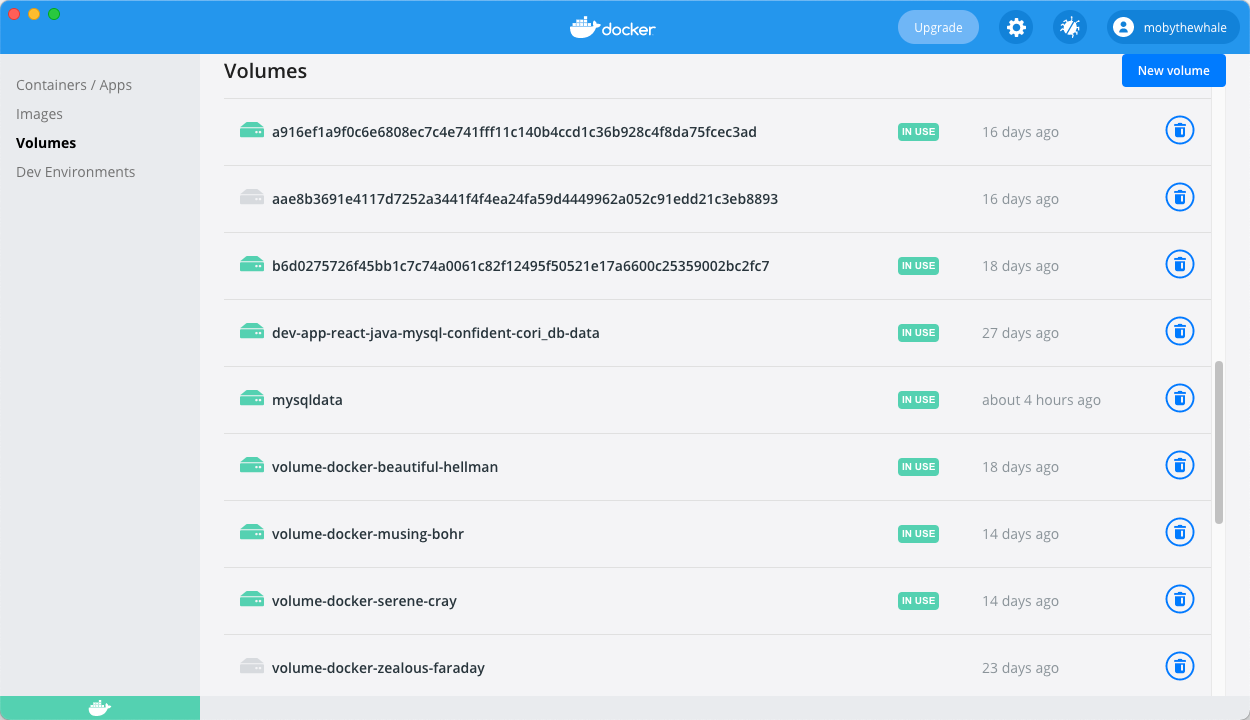 docker
Upgrade
mobythewhale
Containers / Apps
Images
Volumes
Dev Environments
Volumes
New volume
a916ef1a9f0c6e6808ec7c4e741fff11c140b4ccd1c36b928c4f8da75fcec3ad IN USE 16 days ago
aae8b3691e4117d7252a3441f4f4ea24fa59d4449962a052c91edd21c3eb8893 16 days ago
b6d0275726f45bb1c7c74a0061c82f12495f50521e17a6600c25359002bc2fc7 IN USE 18 days ago
dev-app-react-java-mysql-confident-cori_db-data IN USE 27 days ago
mysqldata IN USE about 4 hours ago
volume-docker-beautiful-hellman IN USE 18 days ago
volume-docker-musing-bohr IN USE 14 days ago
volume-docker-serene-cray IN USE 14 days ago
volume-docker-zealous-faraday 23 days ago